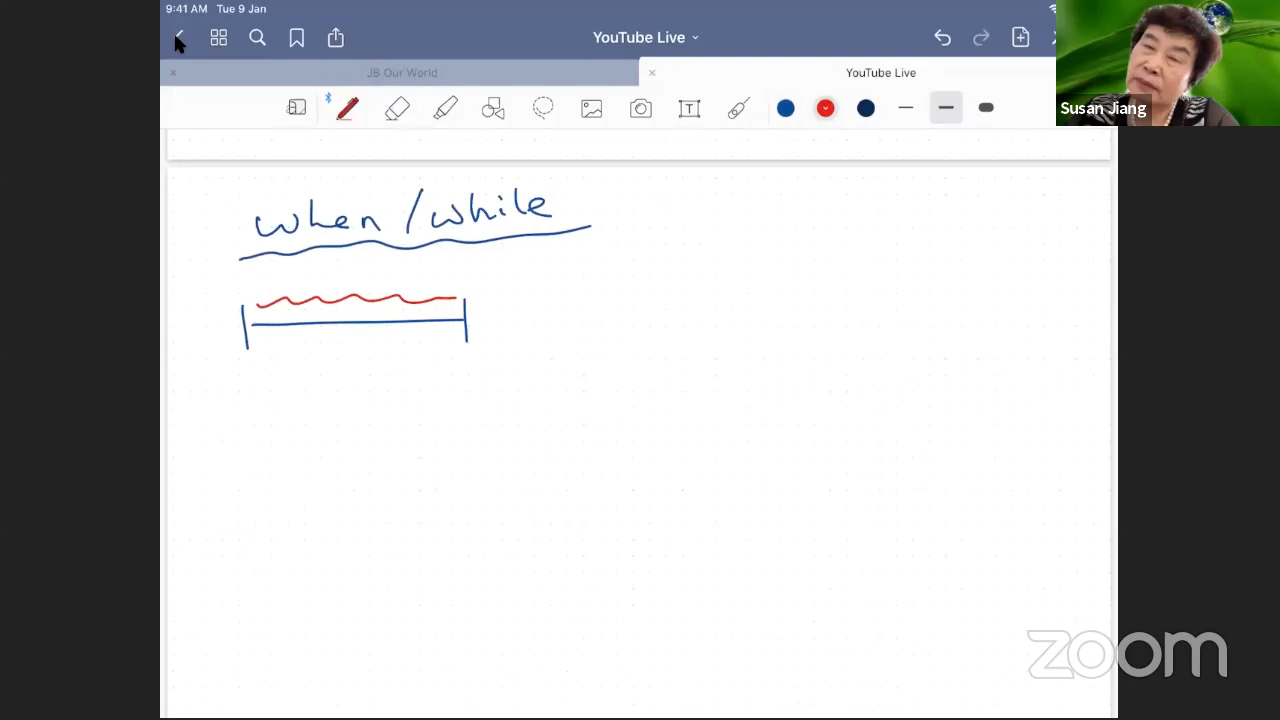 9:41 AM Tue 9 Jan
YouTube Live
JB Our World
YouTube Live
T
Susan Jiang
when / while
zoom